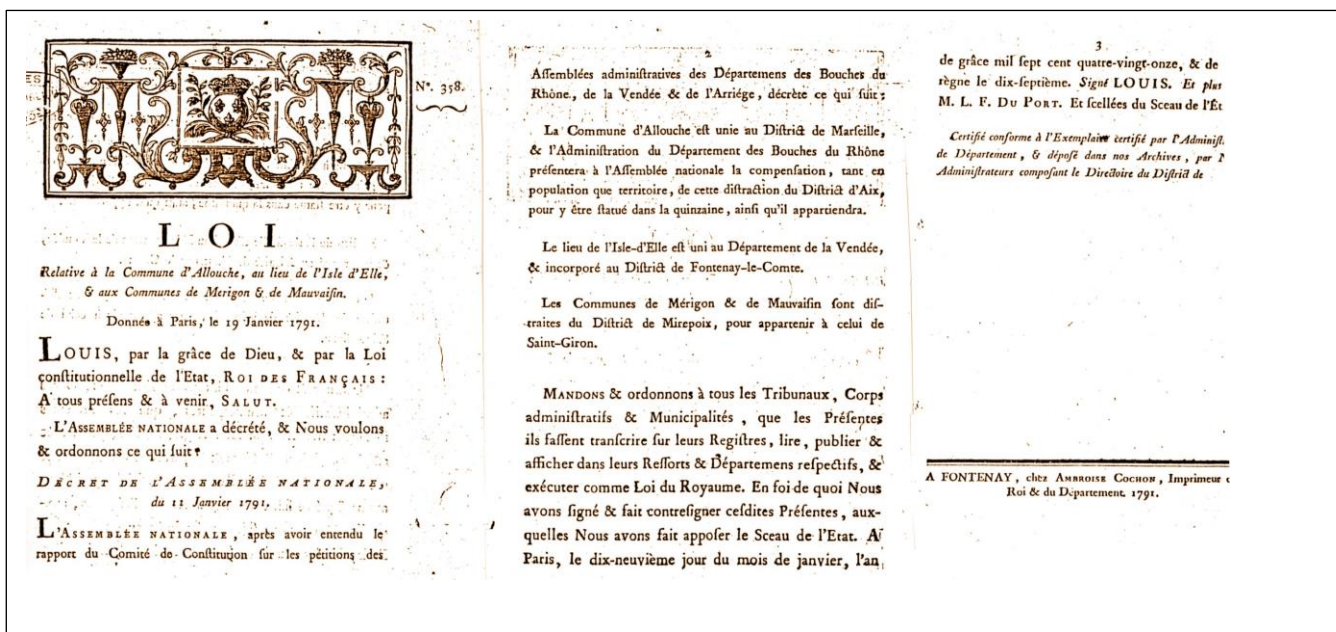 N°. 358.
LOI
Relative à la Commune d'Allouche, au lieu de l'Isle d'Elle,
& aux Communes de Merigon & de Mauvaiſin.
Donnée à Paris, le 19 Janvier 1791.
LOUIS, par la grâce de Dieu, & par la Loi
conſtitutionnelle de l'Etat, ROI DES FRANÇAIS :
A tous préſens & à venir, SALUT.
L'ASSEMBLÉE NATIONALE a décrété, & Nous voulons
& ordonnons ce qui ſuit :
DÉCRET DE L'ASSEMBLÉE NATIONALE,
du 11 Janvier 1791.
L'ASSEMBLÉE NATIONALE, après avoir entendu le
rapport du Comité de Conſtitution ſur les pétitions des
2
Aſſemblées adminiſtratives des Départemens des Bouches du
Rhône, de la Vendée & de l'Arriége, décrète ce qui ſuit :
La Commune d'Allouche eſt unie au Diſtrict de Marſeille,
& l'Adminiſtration du Département des Bouches du Rhône
préſentera à l'Aſſemblée nationale la compenſation, tant en
population que territoire, de cette diſtraction du Diſtrict d'Aix,
pour y être ſtatué dans la quinzaine, ainſi qu'il appartiendra.
Le lieu de l'Isle-d'Elle eſt uni au Département de la Vendée,
& incorporé au Diſtrict de Fontenay-le-Comte.
Les Communes de Mérigon & de Mauvaiſin ſont diſ-
traites du Diſtrict de Mirepoix, pour appartenir à celui de
Saint-Giron.
MANDONS & ordonnons à tous les Tribunaux, Corps
adminiſtratifs & Municipalités, que les Préſentes
ils faſſent tranſcrire ſur leurs Regiſtres, lire, publier &
afficher dans leurs Reſſorts & Départemens reſpectifs, &
exécuter comme Loi du Royaume. En foi de quoi Nous
avons ſigné & fait contreſigner ceſdites Préſentes, aux-
quelles Nous avons fait appoſer le Sceau de l'Etat. A
Paris, le dix-neuvième jour du mois de janvier, l'an
3
de grâce mil ſept cent quatre-vingt-onze, & de
règne le dix-ſeptième. Signé LOUIS. Et plus
M. L. F. DU PORT. Et ſcellées du Sceau de l'Ét
Certifié conforme à l'Exemplaire certifié par l'Adminiſt.
de Département, & dépoſé dans nos Archives, par
Adminiſtrateurs compoſant le Directoire du Diſtrict de
A FONTENAY, chez AMBROISE COCHON, Imprimeur
Roi & du Département. 1791.